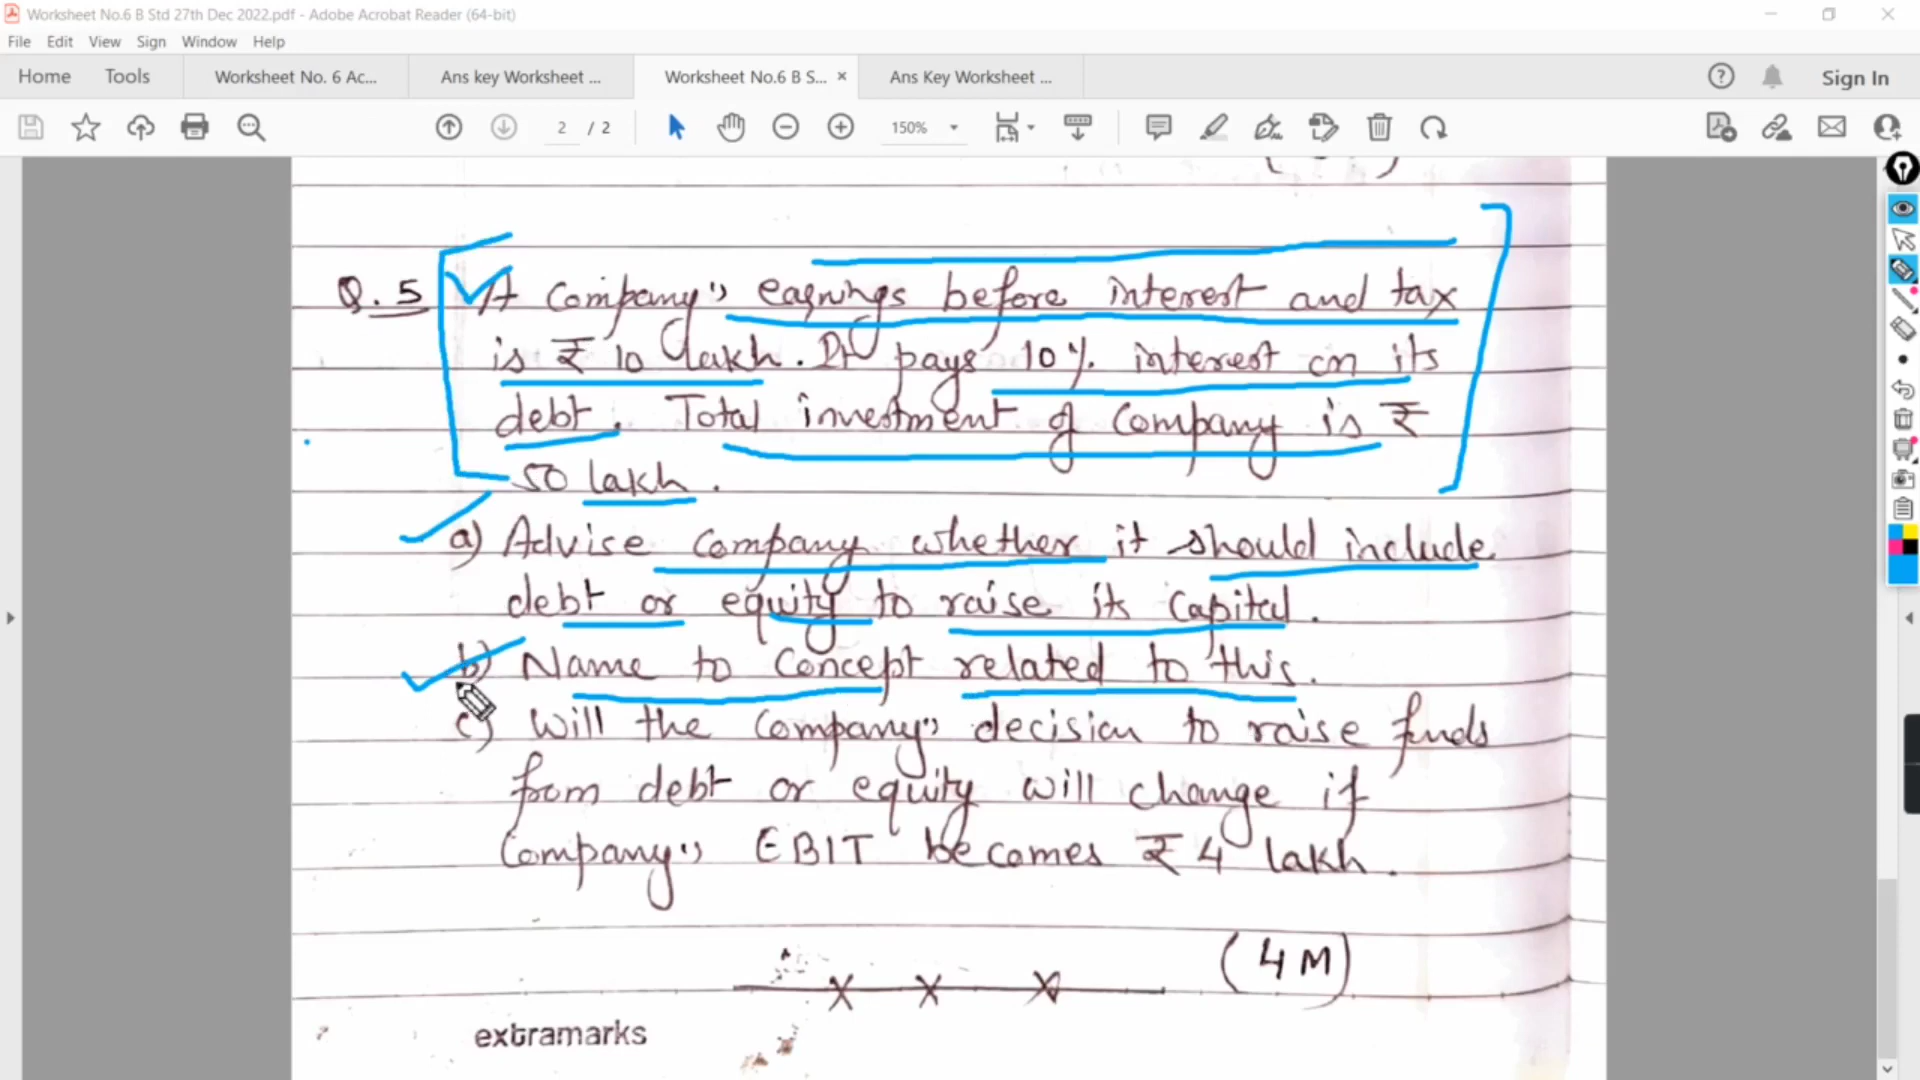 Worksheet No.6 B Std 27th Dec 2022.pdf - Adobe Acrobat Reader (64-bit)
File Edit View Sign Window Help
Home Tools Worksheet No. 6 Ac... Ans key Worksheet ... Worksheet No.6 B S... × Ans Key Worksheet ... Sign In
2 / 2 150%
Q.5 A Company's earnings before interest and tax
is ₹ 10 lakh. It pays 10% interest on its
debt. Total investment of Company is ₹
50 lakh.
a) Advise Company whether it should include
debt or equity to raise its Capital.
b) Name to Concept related to this.
c) Will the Company's decision to raise funds
from debt or equity will change if
Company's EBIT becomes ₹ 4 lakh.
(4M)
extramarks